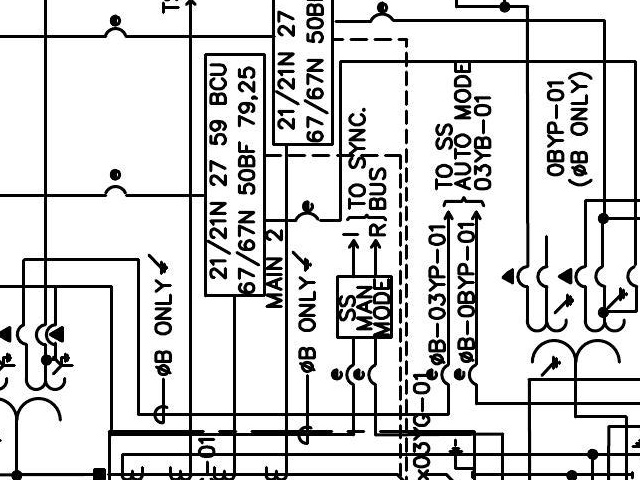 TS
21/21N 27
67/67N 50BF
21/21N 27 59 BCU
67/67N 50BF 79,25
MAIN 2
øB ONLY
øB ONLY
I TO SYNC.
R BUS
SS
MAN
MODE
TO SS
AUTO MODE
03YB-01
øB-03YP-01
øB-0BYP-01
0BYP-01
(øB ONLY)
x03YG-01
-01
e
e
e
e
e
e
e
e